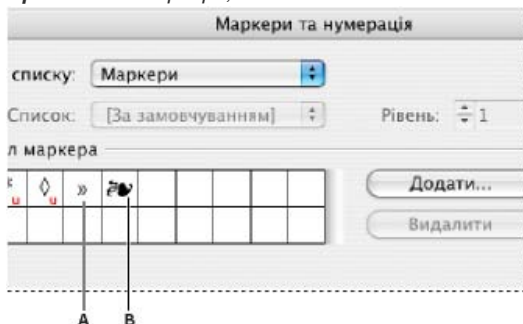 Маркери та нумерація
списку: Маркери
Список: [За замовчуванням] Рівень: 1
л маркера
u ◊u »
Додати...
Видалити
A B